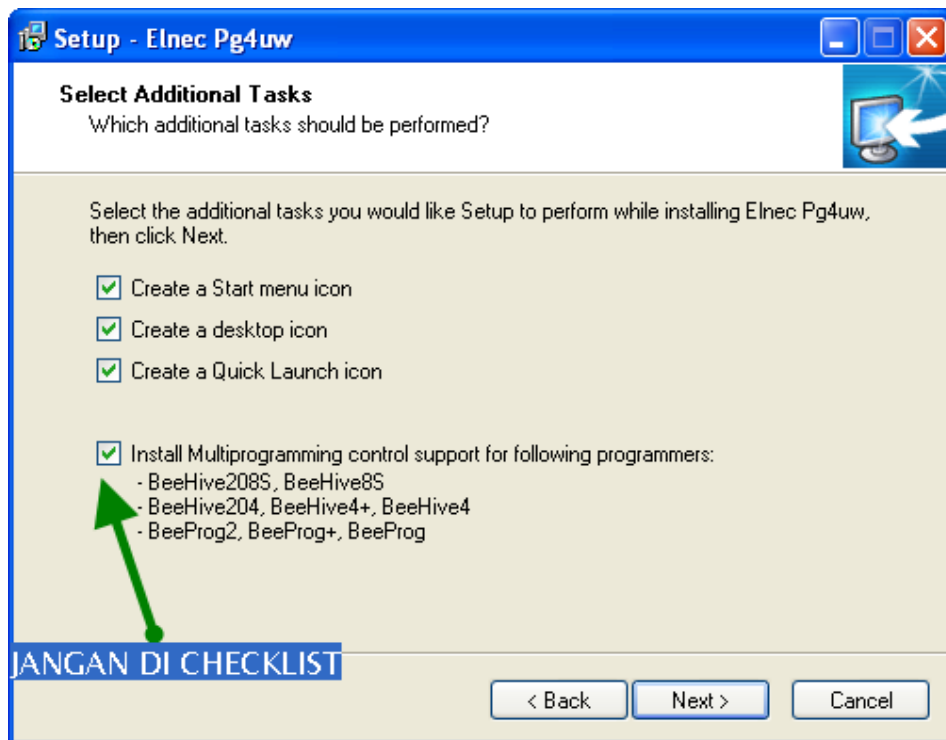 Setup - Elnec Pg4uw
Select Additional Tasks
Which additional tasks should be performed?
Select the additional tasks you would like Setup to perform while installing Elnec Pg4uw,
then click Next.
Create a Start menu icon
Create a desktop icon
Create a Quick Launch icon
Install Multiprogramming control support for following programmers:
- BeeHive208S, BeeHive8S
- BeeHive204, BeeHive4+, BeeHive4
- BeeProg2, BeeProg+, BeeProg
JANGAN DI CHECKLIST
< Back
Next >
Cancel